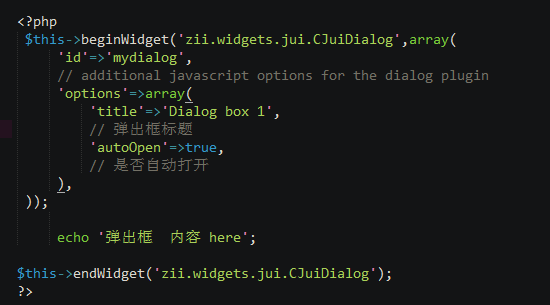 <?php
$this->beginWidget('zii.widgets.jui.CJuiDialog',array(
'id'=>'mydialog',
// additional javascript options for the dialog plugin
'options'=>array(
'title'=>'Dialog box 1',
// 弹出框标题
'autoOpen'=>true,
// 是否自动打开
),
));
echo '弹出框  内容 here';
$this->endWidget('zii.widgets.jui.CJuiDialog');
?>